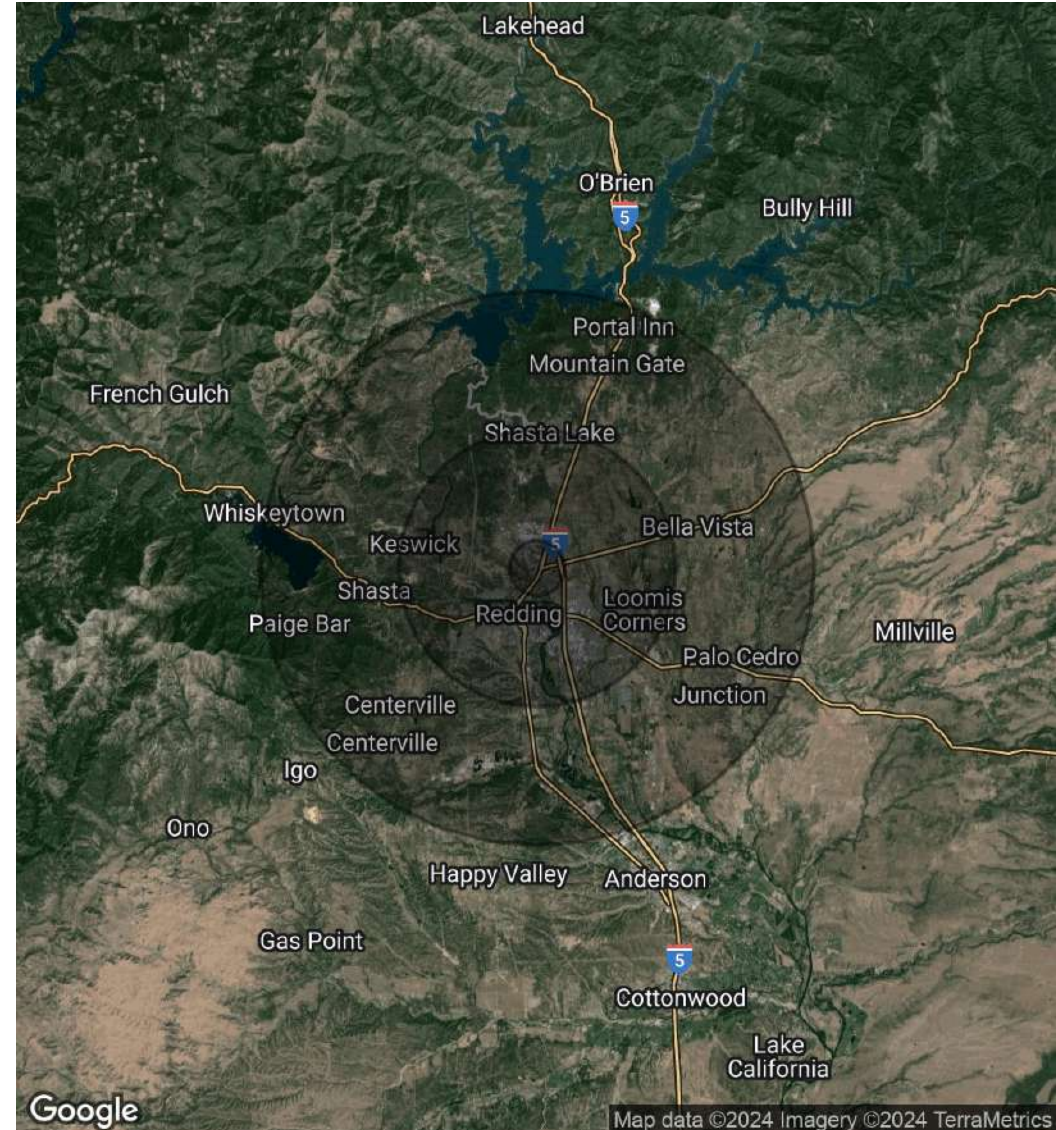 Lakehead
O'Brien
5
Bully Hill
Portal Inn
Mountain Gate
French Gulch
Shasta Lake
Whiskeytown
Bella Vista
Keswick
5
Shasta
Loomis
Corners
Redding
Paige Bar
Millville
Palo Cedro
Junction
Centerville
Centerville
Igo
Ono
Happy Valley
Anderson
Gas Point
5
Cottonwood
Lake
California
Google
Map data ©2024 Imagery ©2024 TerraMetrics